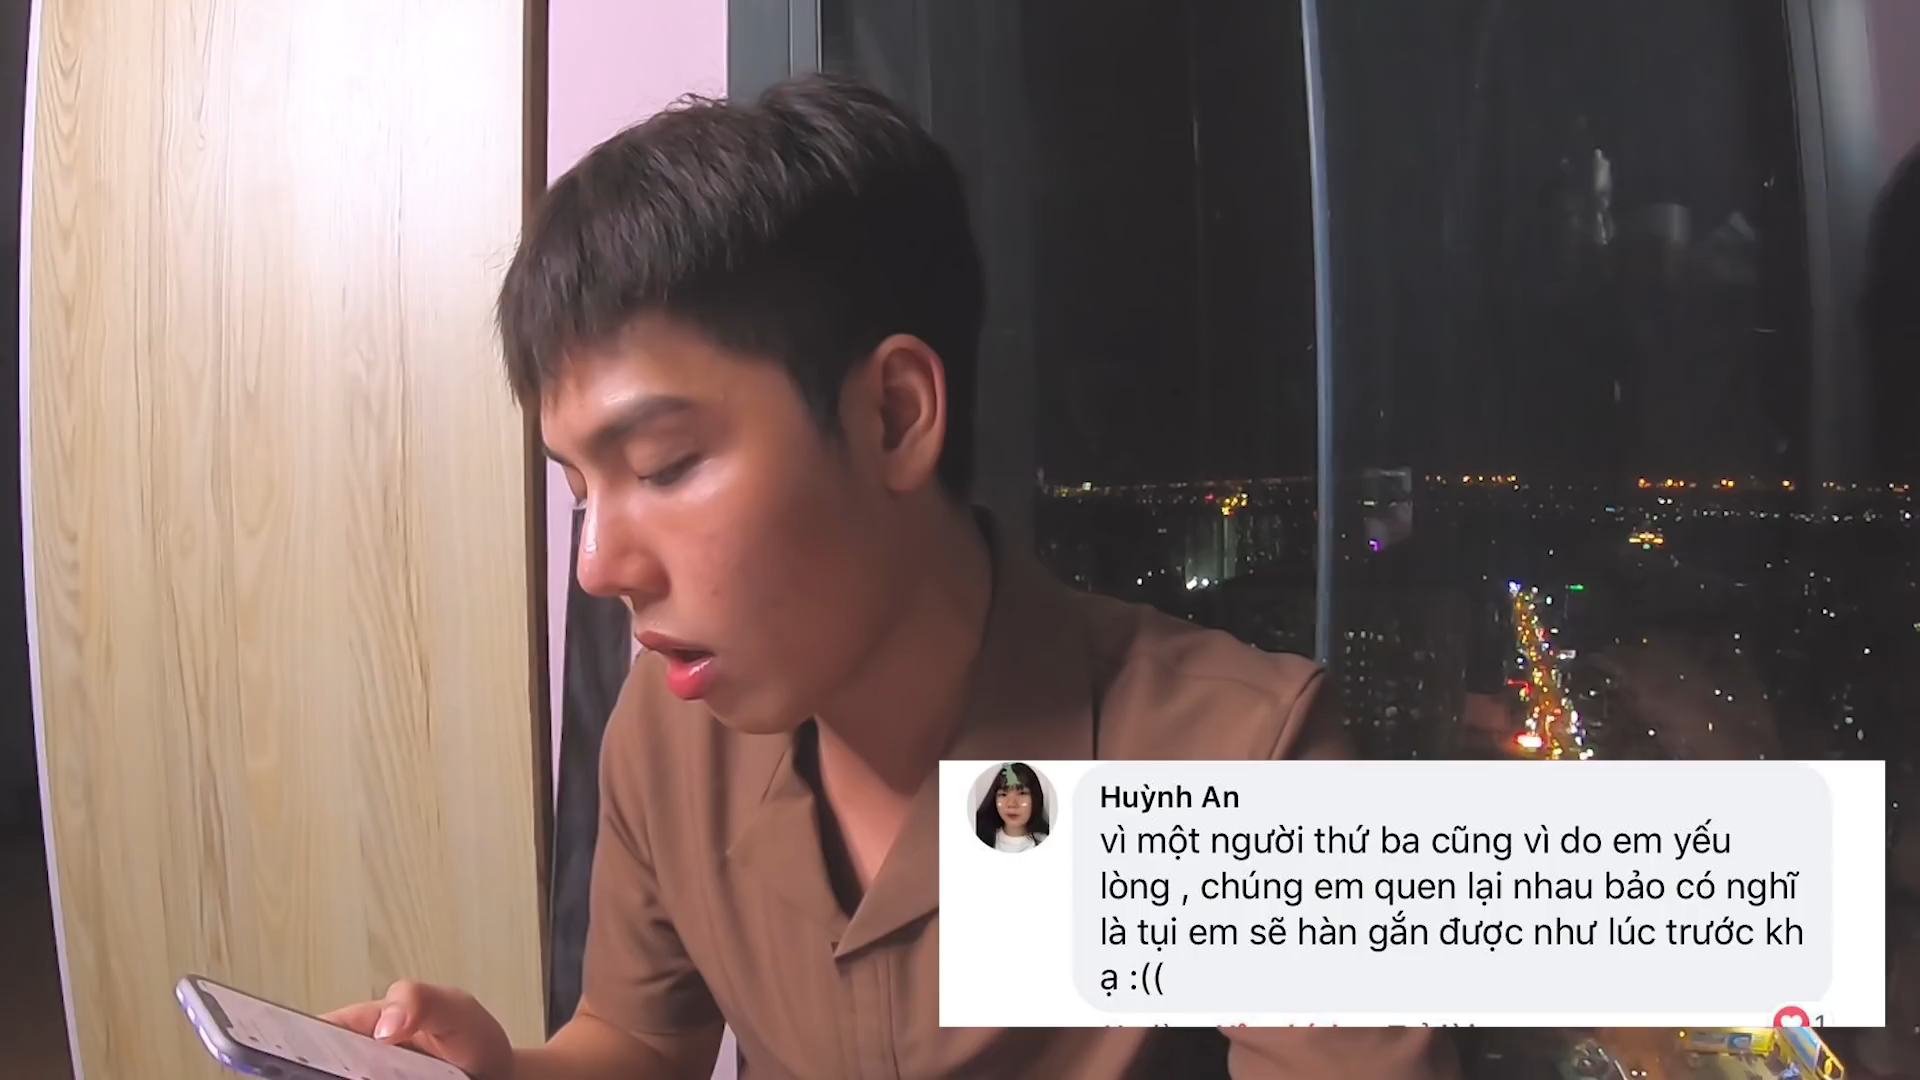 Huỳnh An
vì một người thứ ba cũng vì do em yếu
lòng , chúng em quen lại nhau bảo có nghĩ
là tụi em sẽ hàn gắn được như lúc trước kh
ạ :((
1